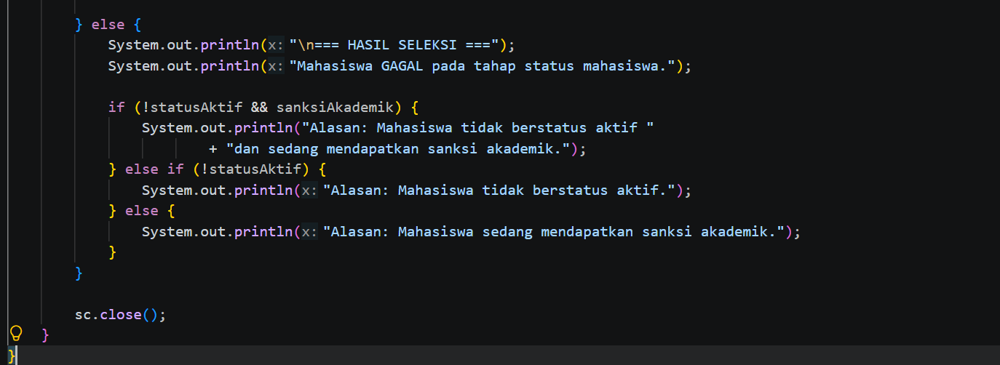 } else {
System.out.println(x: "\n=== HASIL SELEKSI ===");
System.out.println(x: "Mahasiswa GAGAL pada tahap status mahasiswa.");
if (!statusAktif && sanksiAkademik) {
System.out.println("Alasan: Mahasiswa tidak berstatus aktif "
+ "dan sedang mendapatkan sanksi akademik.");
} else if (!statusAktif) {
System.out.println(x: "Alasan: Mahasiswa tidak berstatus aktif.");
} else {
System.out.println(x: "Alasan: Mahasiswa sedang mendapatkan sanksi akademik.");
}
}
sc.close();
}
}